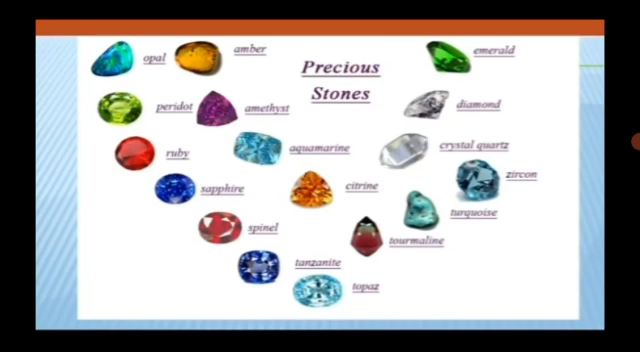 opal
amber
Precious
Stones
emerald
peridot
amethyst
diamond
ruby
aquamarine
crystal quartz
sapphire
citrine
zircon
turquoise
spinel
tourmaline
tanzanite
topaz